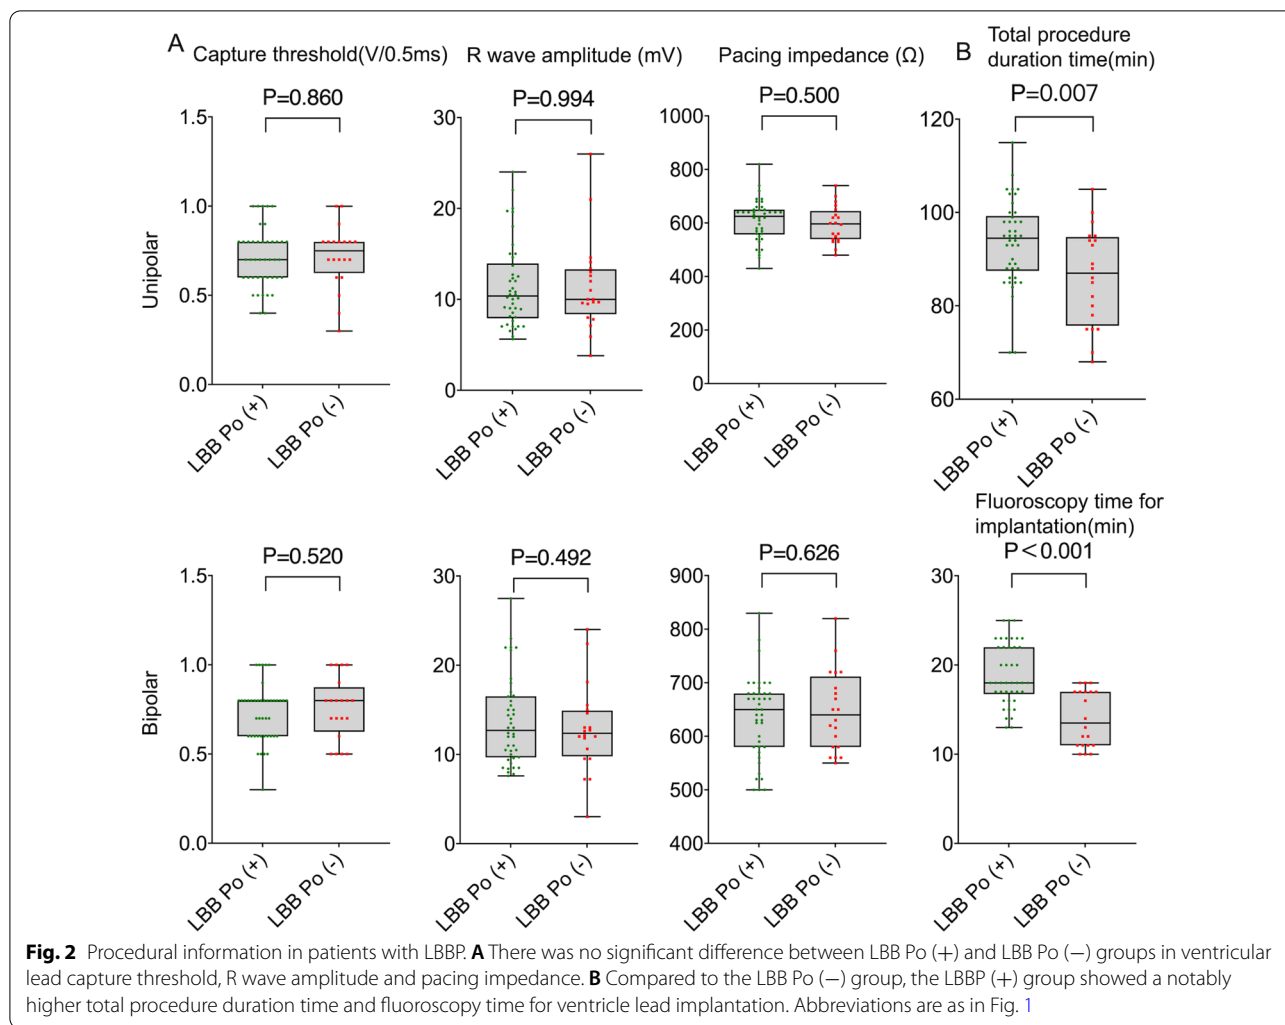 A
Capture threshold(V/0.5ms)
R wave amplitude (mV)
Pacing impedance (Ω)
B
Total procedure
duration time(min)
Unipolar
P=0.860
1.5
1.0
0.5
0.0
LBB Po (+)
LBB Po (-)
P=0.994
30
20
10
0
LBB Po (+)
LBB Po (-)
P=0.500
1000
800
600
400
200
0
LBB Po (+)
LBB Po (-)
P=0.007
120
100
80
60
LBB Po (+)
LBB Po (-)
Bipolar
P=0.520
1.5
1.0
0.5
0.0
LBB Po (+)
LBB Po (-)
P=0.492
30
20
10
0
LBB Po (+)
LBB Po (-)
P=0.626
900
800
700
600
500
400
LBB Po (+)
LBB Po (-)
Fluoroscopy time for
implantation(min)
P<0.001
30
20
10
0
LBB Po (+)
LBB Po (-)
Fig. 2 Procedural information in patients with LBBP. A There was no significant difference between LBB Po (+) and LBB Po (−) groups in ventricular
lead capture threshold, R wave amplitude and pacing impedance. B Compared to the LBB Po (−) group, the LBBP (+) group showed a notably
higher total procedure duration time and fluoroscopy time for ventricle lead implantation. Abbreviations are as in Fig. 1